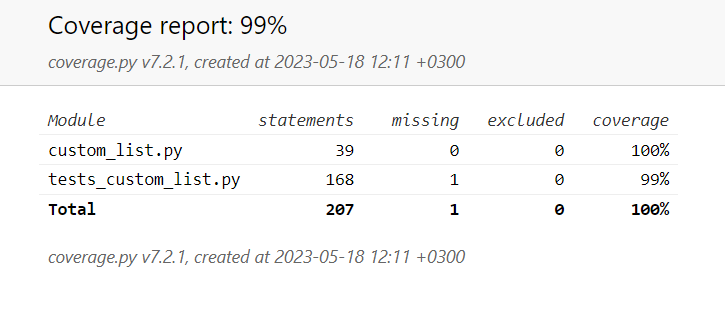 Coverage report: 99%
coverage.py v7.2.1, created at 2023-05-18 12:11 +0300
Module statements missing excluded coverage
custom_list.py 39 0 0 100%
tests_custom_list.py 168 1 0 99%
Total 207 1 0 100%
coverage.py v7.2.1, created at 2023-05-18 12:11 +0300